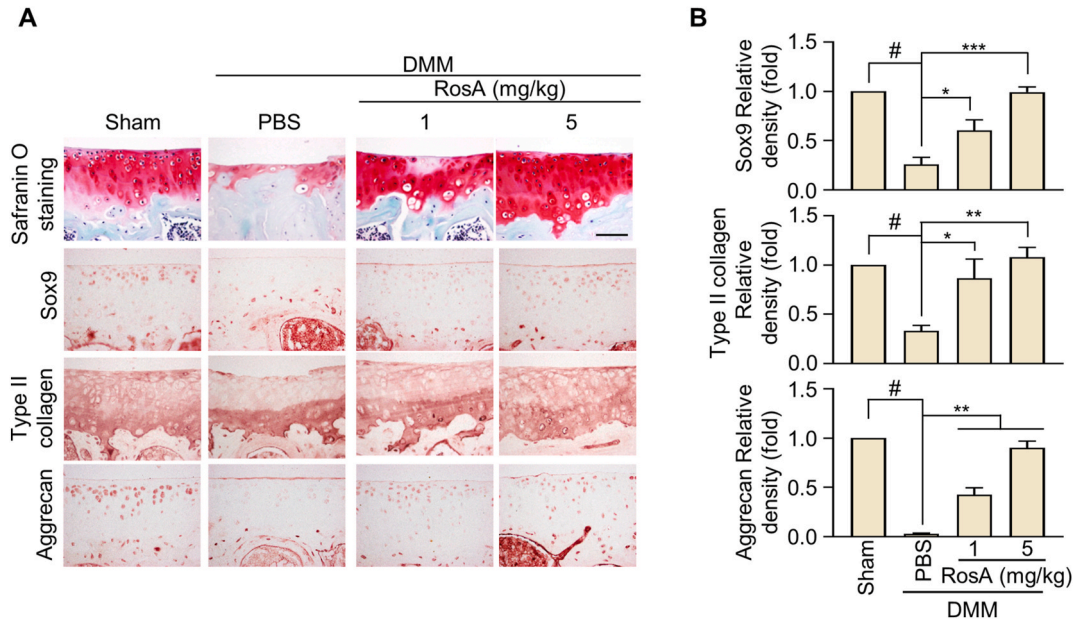 A
DMM
RosA (mg/kg)
Sham
PBS
1
5
Safranin O
staining
Sox9
Type II
collagen
Aggrecan
B
Sox9 Relative
density (fold)
1.5
1.0
0.5
0.0
#
***
*
Type II collagen
Relative
density (fold)
1.5
1.0
0.5
0.0
#
**
*
Aggrecan Relative
density (fold)
1.5
1.0
0.5
0.0
#
**
Sham
PBS
1
5
RosA (mg/kg)
DMM